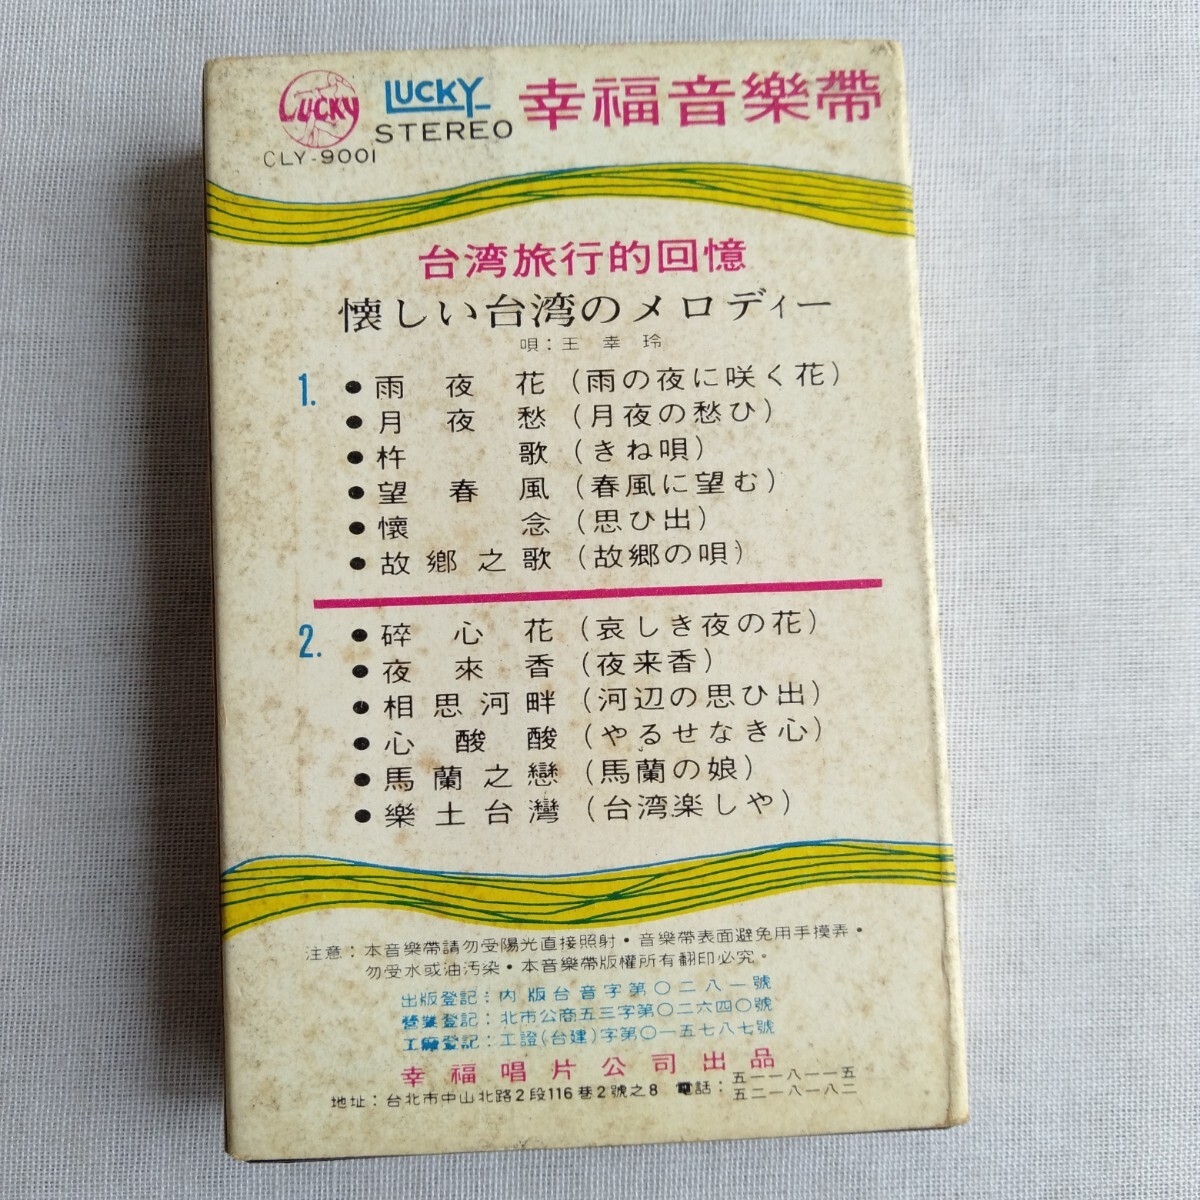 LUCKY
LUCKY
STEREO
幸福音樂帶
CLY-9001
台湾旅行的回憶
懐しい台湾のメロディー
唄：王幸玲
1.
●雨夜花（雨の夜に咲く花）
●月夜愁（月夜の愁ひ）
●杵歌（きね唄）
●望春風（春風に望む）
●懷念（思ひ出）
●故鄉之歌（故郷の唄）
2.
●碎心花（哀しき夜の花）
●夜來香（夜来香）
●相思河畔（河辺の思ひ出）
●心酸酸（やるせなき心）
●馬蘭之戀（馬蘭の娘）
●樂土台灣（台湾楽しや）
注意：本音樂帶請勿受陽光直接照射・音樂帶表面避免用手摸弄・
勿受水或油汚染・本音樂帶版權所有翻印必究。
出版登記：內版台音字第〇二八一號
營業登記：北市公商五三字第〇二六四〇號
工廠登記：工證（台建）字第〇一五七八七號
幸福唱片公司出品
地址：台北市中山北路2段116巷2號之8 電話：五一一八一一五
五二一八一八二